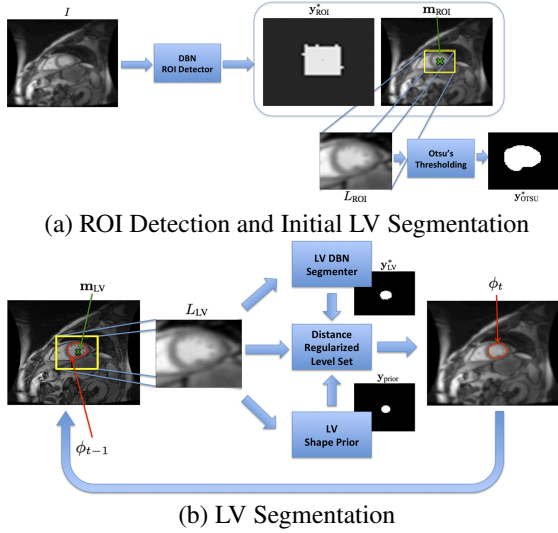 I
DBN
ROI Detector
y*ROI
mROI
LROI
Otsu's
Thresholding
y*OTSU
(a) ROI Detection and Initial LV Segmentation
mLV
ϕt−1
LLV
LV DBN
Segmenter
y*LV
Distance
Regularized
Level Set
yprior
LV
Shape Prior
ϕt
(b) LV Segmentation